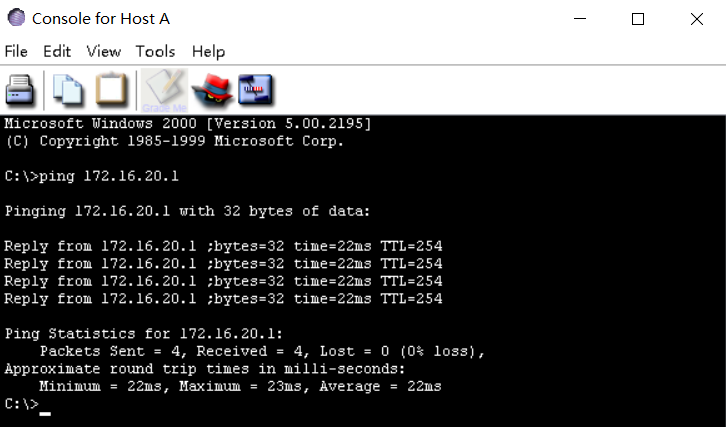 Console for Host A
File Edit View Tools Help
Grade Me
Microsoft Windows 2000 [Version 5.00.2195]
(C) Copyright 1985-1999 Microsoft Corp.
C:\>ping 172.16.20.1
Pinging 172.16.20.1 with 32 bytes of data:
Reply from 172.16.20.1 ;bytes=32 time=22ms TTL=254
Reply from 172.16.20.1 ;bytes=32 time=22ms TTL=254
Reply from 172.16.20.1 ;bytes=32 time=22ms TTL=254
Reply from 172.16.20.1 ;bytes=32 time=22ms TTL=254
Ping Statistics for 172.16.20.1:
    Packets Sent = 4, Received = 4, Lost = 0 (0% loss),
Approximate round trip times in milli-seconds:
    Minimum = 22ms, Maximum = 23ms, Average = 22ms
C:\>